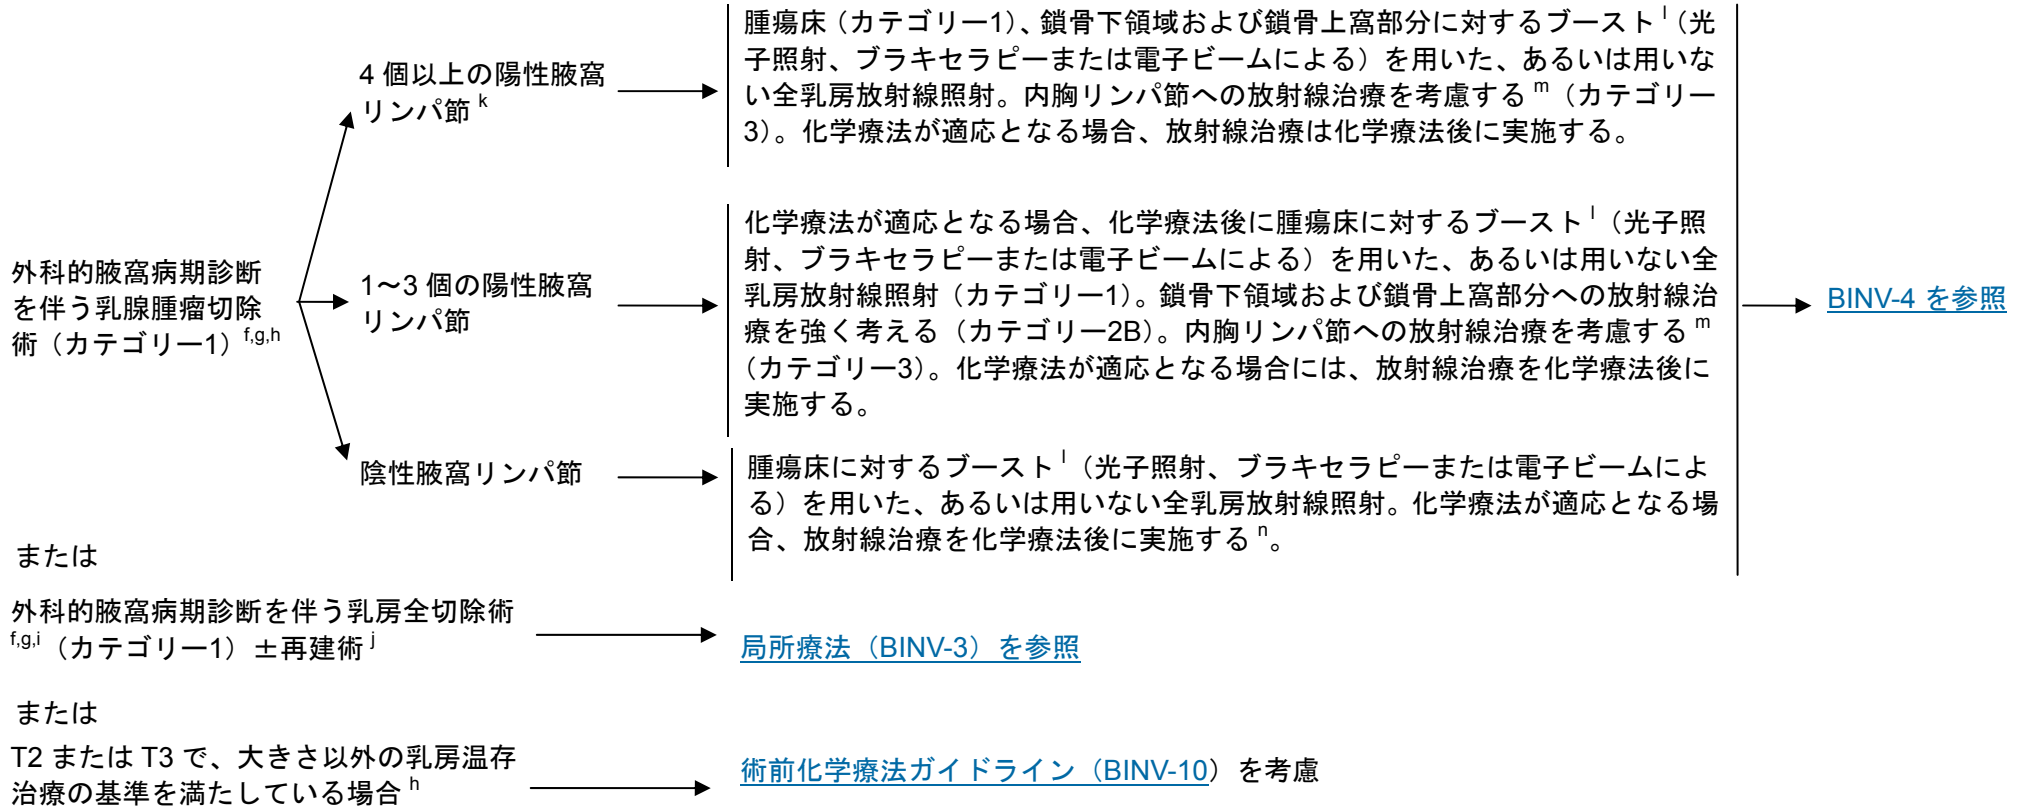 4 個以上の陽性腋窩
リンパ節 k
腫瘍床（カテゴリー1）、鎖骨下領域および鎖骨上窩部分に対するブースト l（光
子照射、ブラキセラピーまたは電子ビームによる）を用いた、あるいは用いな
い全乳房放射線照射。内胸リンパ節への放射線治療を考慮する m（カテゴリー
3）。化学療法が適応となる場合、放射線治療は化学療法後に実施する。
外科的腋窩病期診断
を伴う乳腺腫瘤切除
術（カテゴリー1）f,g,h
1～3 個の陽性腋窩
リンパ節
化学療法が適応となる場合、化学療法後に腫瘍床に対するブースト l（光子照
射、ブラキセラピーまたは電子ビームによる）を用いた、あるいは用いない全
乳房放射線照射（カテゴリー1）。鎖骨下領域および鎖骨上窩部分への放射線治
療を強く考える（カテゴリー2B）。内胸リンパ節への放射線治療を考慮する m
（カテゴリー3）。化学療法が適応となる場合には、放射線治療を化学療法後に
実施する。
BINV-4 を参照
陰性腋窩リンパ節
腫瘍床に対するブースト l（光子照射、ブラキセラピーまたは電子ビームによ
る）を用いた、あるいは用いない全乳房放射線照射。化学療法が適応となる場
合、放射線治療を化学療法後に実施する n。
または
外科的腋窩病期診断を伴う乳房全切除術
f,g,i（カテゴリー1）±再建術 j
局所療法（BINV-3）を参照
または
T2 または T3 で、大きさ以外の乳房温存
治療の基準を満たしている場合 h
術前化学療法ガイドライン（BINV-10）を考慮